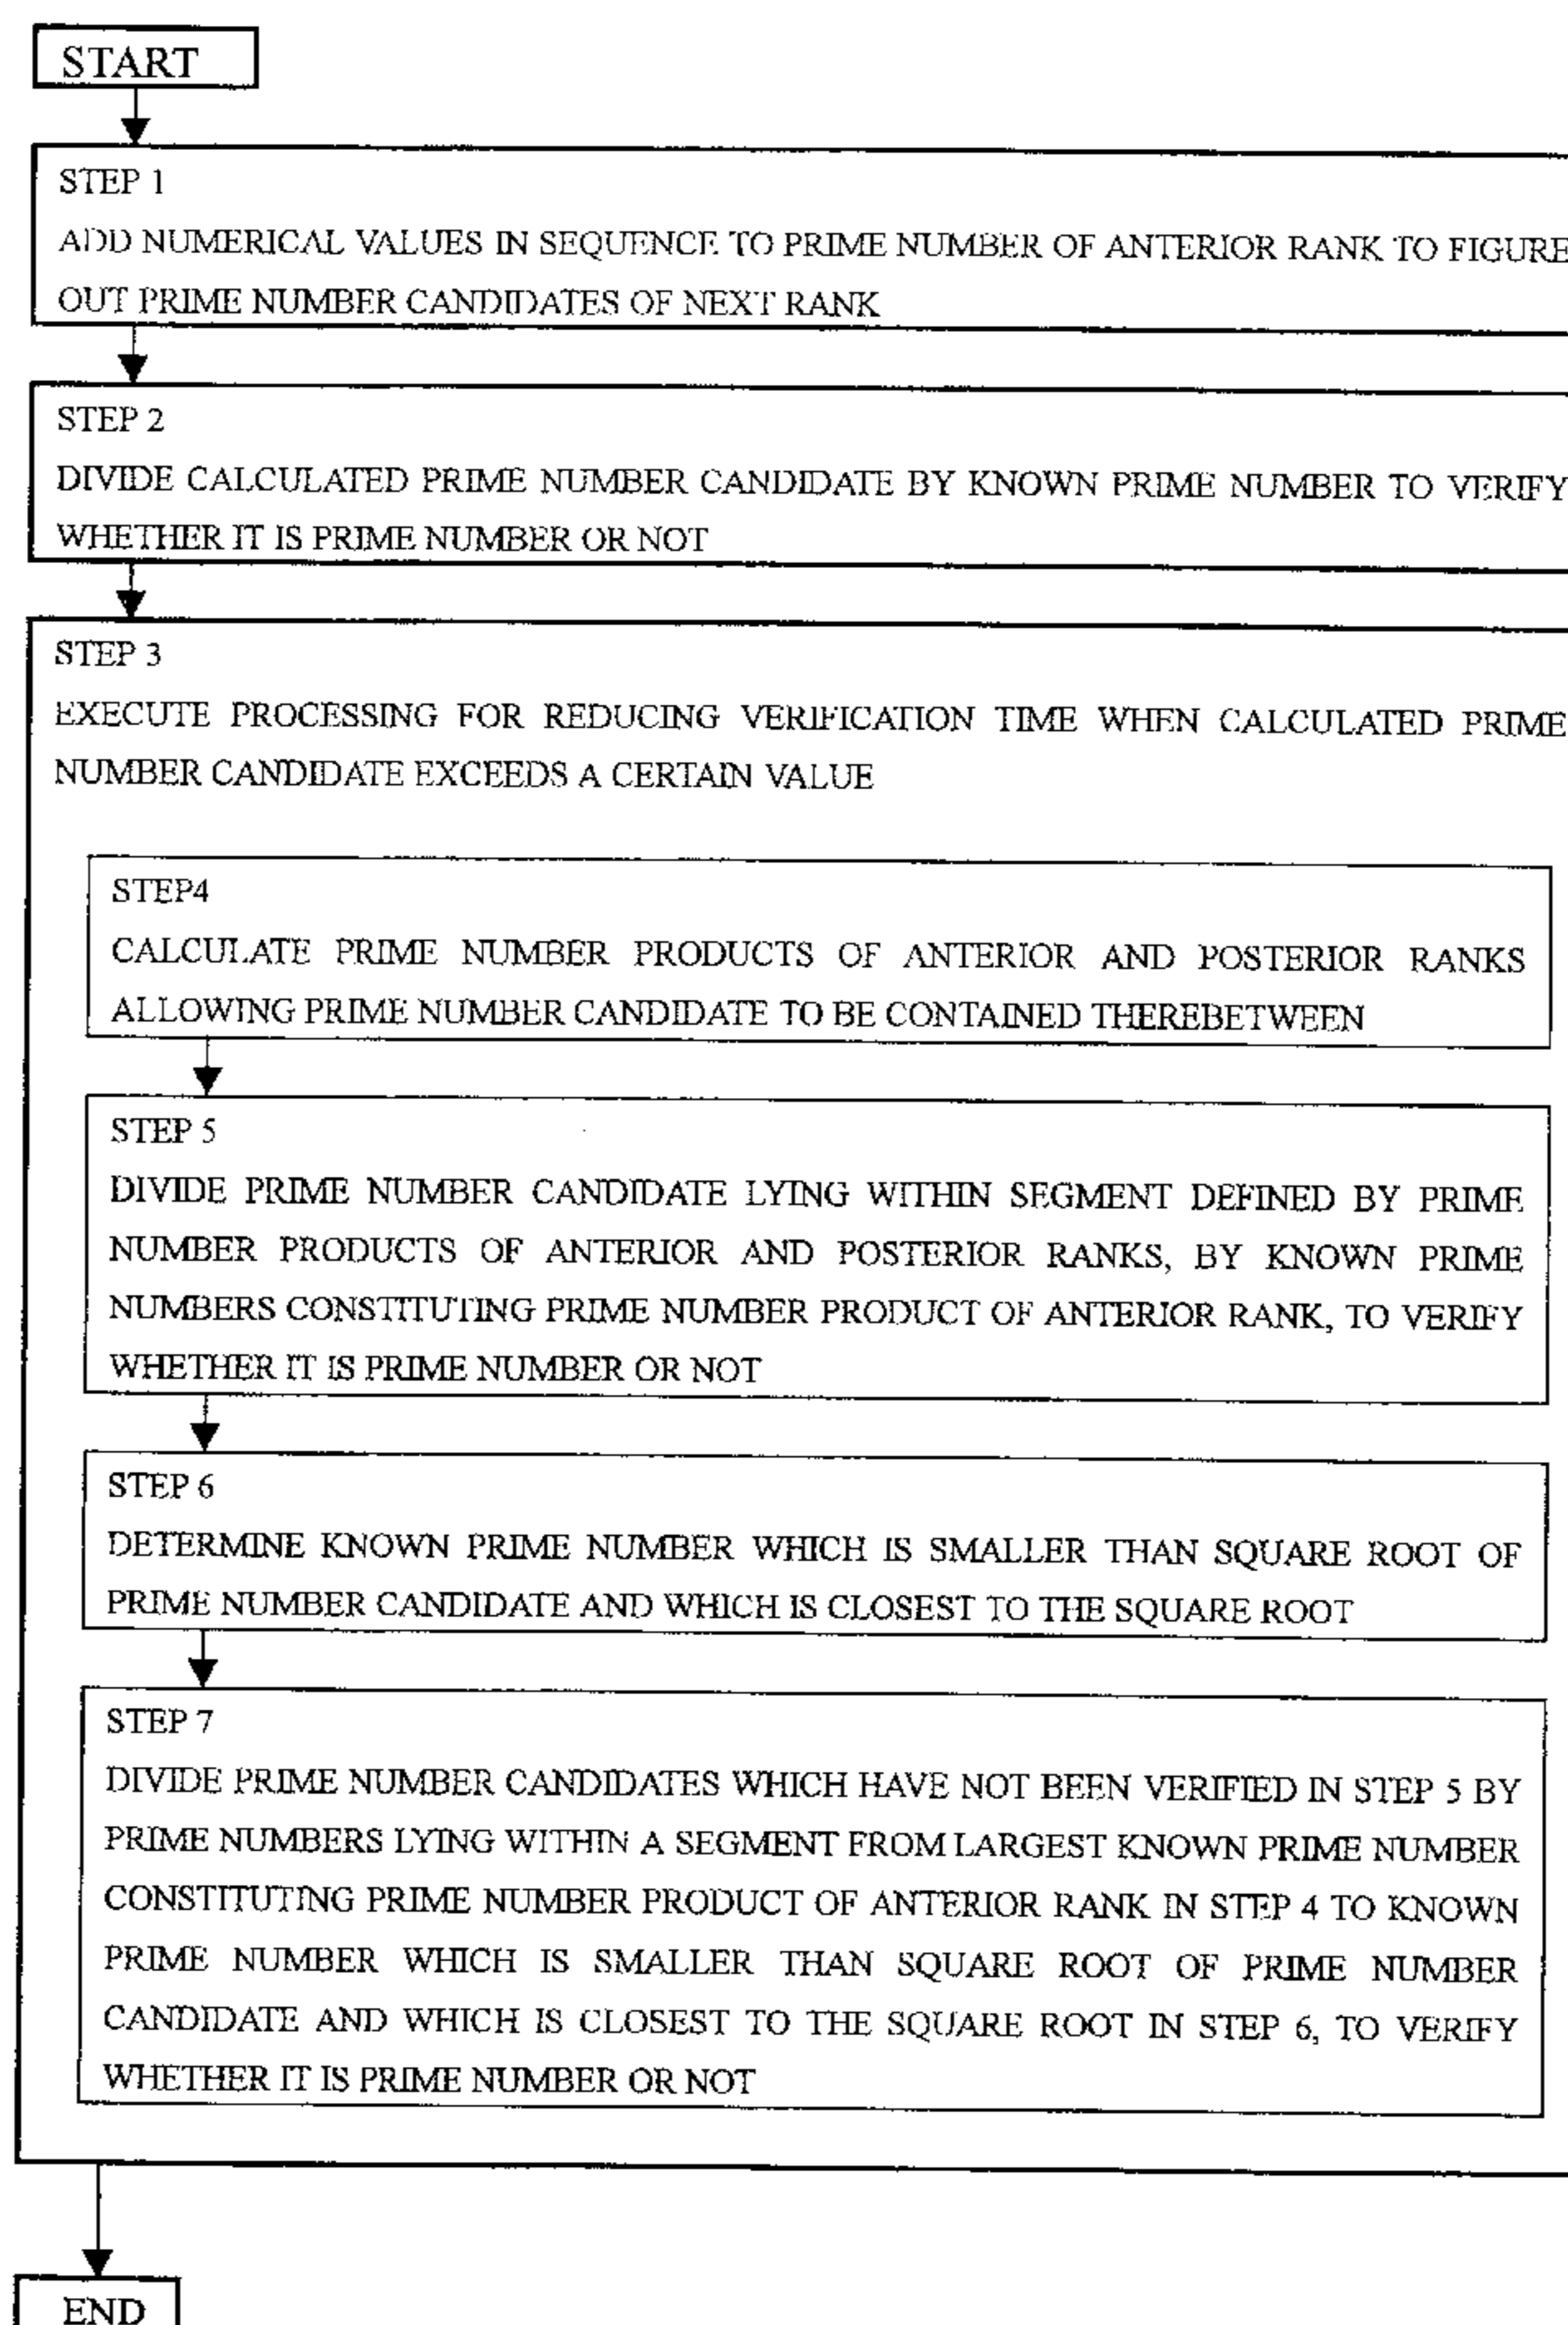 START
STEP 1
ADD NUMERICAL VALUES IN SEQUENCE TO PRIME NUMBER OF ANTERIOR RANK TO FIGURE
OUT PRIME NUMBER CANDIDATES OF NEXT RANK
STEP 2
DIVIDE CALCULATED PRIME NUMBER CANDIDATE BY KNOWN PRIME NUMBER TO VERIFY
WHETHER IT IS PRIME NUMBER OR NOT
STEP 3
EXECUTE PROCESSING FOR REDUCING VERIFICATION TIME WHEN CALCULATED PRIME
NUMBER CANDIDATE EXCEEDS A CERTAIN VALUE
STEP4
CALCULATE PRIME NUMBER PRODUCTS OF ANTERIOR AND POSTERIOR RANKS
ALLOWING PRIME NUMBER CANDIDATE TO BE CONTAINED THEREBETWEEN
STEP 5
DIVIDE PRIME NUMBER CANDIDATE LYING WITHIN SEGMENT DEFINED BY PRIME
NUMBER PRODUCTS OF ANTERIOR AND POSTERIOR RANKS, BY KNOWN PRIME
NUMBERS CONSTITUTING PRIME NUMBER PRODUCT OF ANTERIOR RANK, TO VERIFY
WHETHER IT IS PRIME NUMBER OR NOT
STEP 6
DETERMINE KNOWN PRIME NUMBER WHICH IS SMALLER THAN SQUARE ROOT OF
PRIME NUMBER CANDIDATE AND WHICH IS CLOSEST TO THE SQUARE ROOT
STEP 7
DIVIDE PRIME NUMBER CANDIDATES WHICH HAVE NOT BEEN VERIFIED IN STEP 5 BY
PRIME NUMBERS LYING WITHIN A SEGMENT FROM LARGEST KNOWN PRIME NUMBER
CONSTITUTING PRIME NUMBER PRODUCT OF ANTERIOR RANK IN STEP 4 TO KNOWN
PRIME NUMBER WHICH IS SMALLER THAN SQUARE ROOT OF PRIME NUMBER
CANDIDATE AND WHICH IS CLOSEST TO THE SQUARE ROOT IN STEP 6, TO VERIFY
WHETHER IT IS PRIME NUMBER OR NOT
END